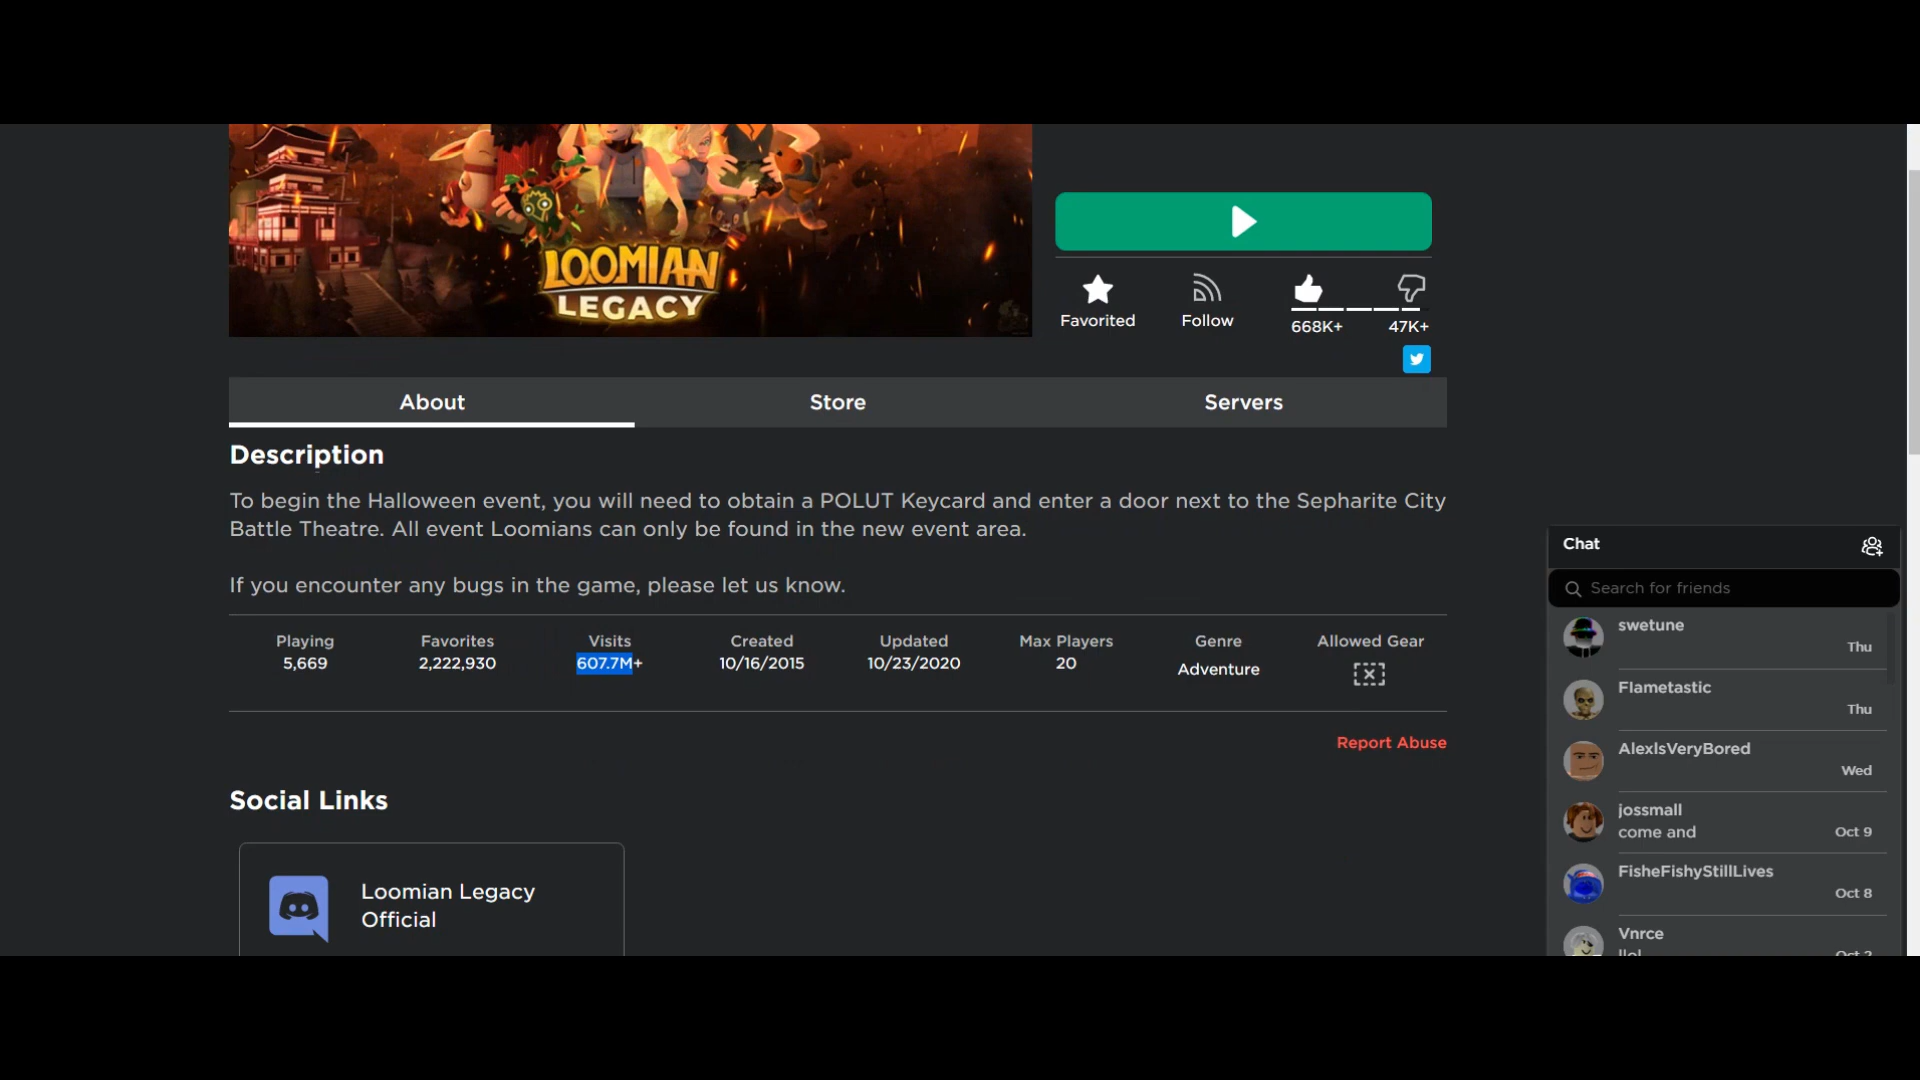 LOOMIAN
LEGACY
Favorited
Follow
668K+
47K+
About
Store
Servers
Description
To begin the Halloween event, you will need to obtain a POLUT Keycard and enter a door next to the Sepharite City
Battle Theatre. All event Loomians can only be found in the new event area.
If you encounter any bugs in the game, please let us know.
Playing
5,669
Favorites
2,222,930
Visits
607.7M+
Created
10/16/2015
Updated
10/23/2020
Max Players
20
Genre
Adventure
Allowed Gear
Report Abuse
Social Links
Loomian Legacy
Official
Chat
Search for friends
swetune
Thu
Flametastic
Thu
AlexIsVeryBored
Wed
jossmall
come and
Oct 9
FisheFishyStillLives
Oct 8
Vnrce